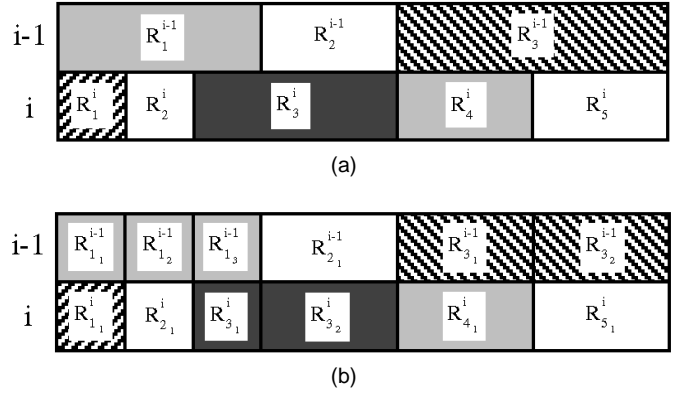 i-1 R₁ⁱ⁻¹ R₂ⁱ⁻¹ R₃ⁱ⁻¹
i R₁ⁱ R₂ⁱ R₃ⁱ R₄ⁱ R₅ⁱ
(a)
i-1 R₁₁ⁱ⁻¹ R₁₂ⁱ⁻¹ R₁₃ⁱ⁻¹ R₂₁ⁱ⁻¹ R₃₁ⁱ⁻¹ R₃₂ⁱ⁻¹
i R₁₁ⁱ R₂₁ⁱ R₃₁ⁱ R₃₂ⁱ R₄₁ⁱ R₅₁ⁱ
(b)